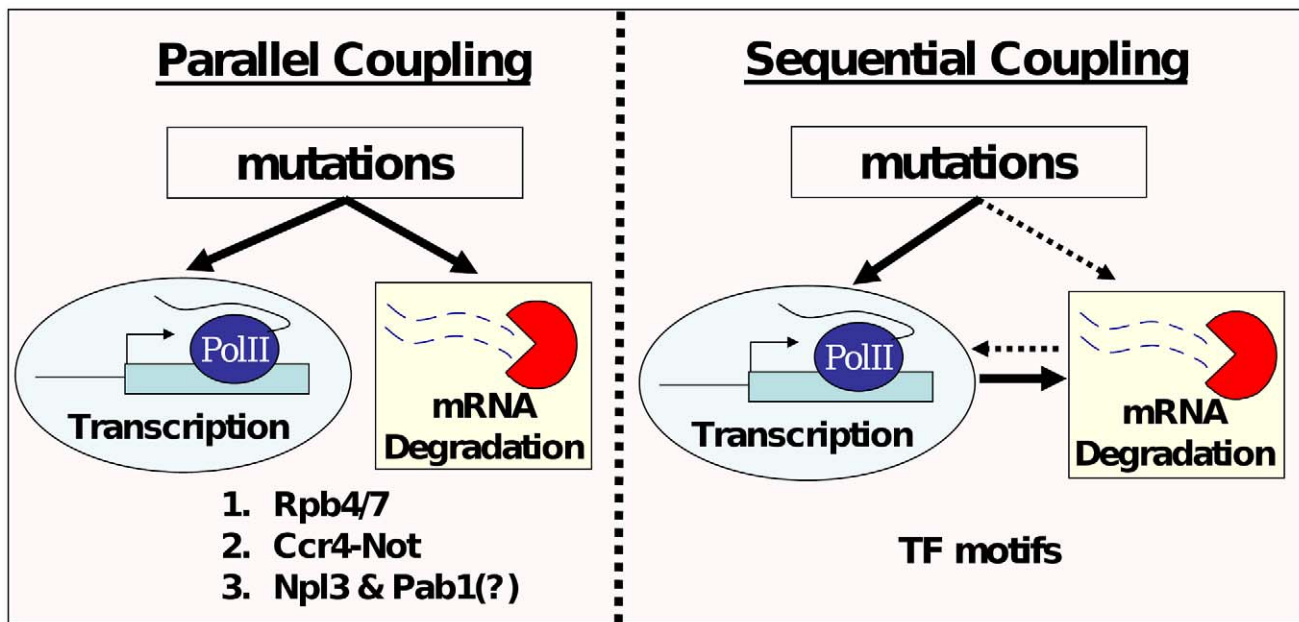 Parallel Coupling
mutations
PolII
Transcription
mRNA
Degradation
1. Rpb4/7
2. Ccr4-Not
3. Npl3 & Pab1(?)
Sequential Coupling
mutations
PolII
Transcription
mRNA
Degradation
TF motifs